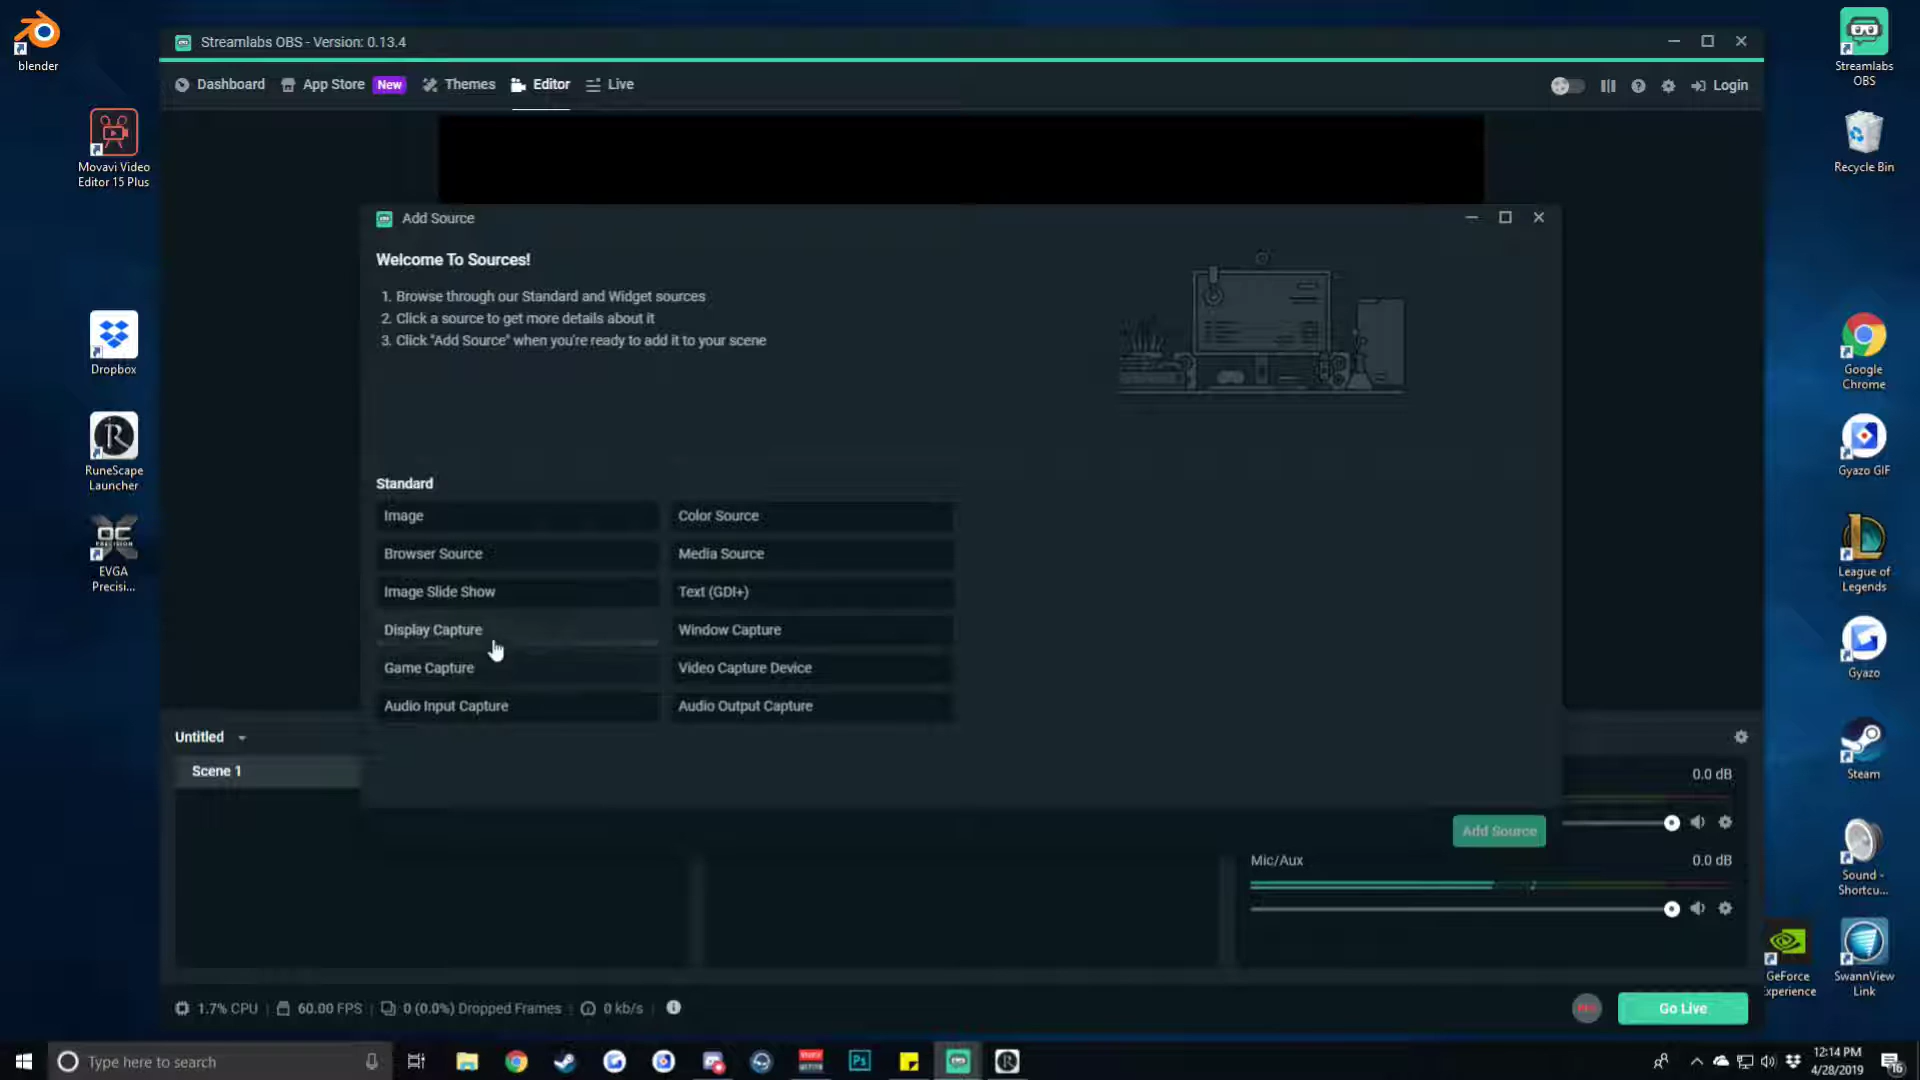 Streamlabs OBS - Version: 0.13.4
Dashboard App Store New Themes Editor Live
Login
Add Source
Welcome To Sources!
1. Browse through our Standard and Widget sources
2. Click a source to get more details about it
3. Click "Add Source" when you're ready to add it to your scene
Standard
Image
Color Source
Browser Source
Media Source
Image Slide Show
Text (GDI+)
Display Capture
Window Capture
Game Capture
Video Capture Device
Audio Input Capture
Audio Output Capture
Add Source
Untitled
Scene 1
0.0 dB
Mic/Aux
0.0 dB
1.7% CPU
60.00 FPS
0 (0.0%) Dropped Frames
0 kb/s
Go Live
blender
Movavi Video
Editor 15 Plus
Dropbox
RuneScape
Launcher
EVGA
Precisi...
Streamlabs
OBS
Recycle Bin
Google
Chrome
Gyazo GIF
League of
Legends
Gyazo
Steam
Sound -
Shortcu...
GeForce
Experience
SwannView
Link
Type here to search
Ps
12:14 PM
4/28/2019
16